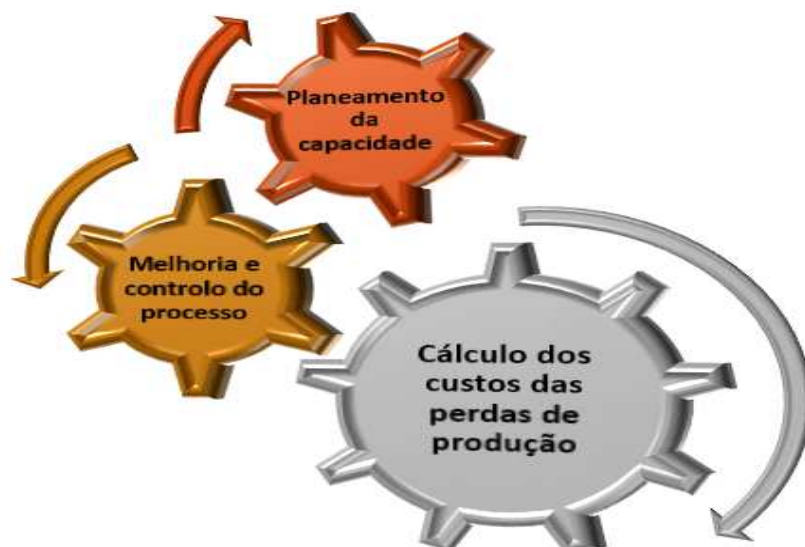 Planeamento
da
capacidade
Melhoria e
controlo do
processo
Cálculo dos
custos das
perdas de
produção